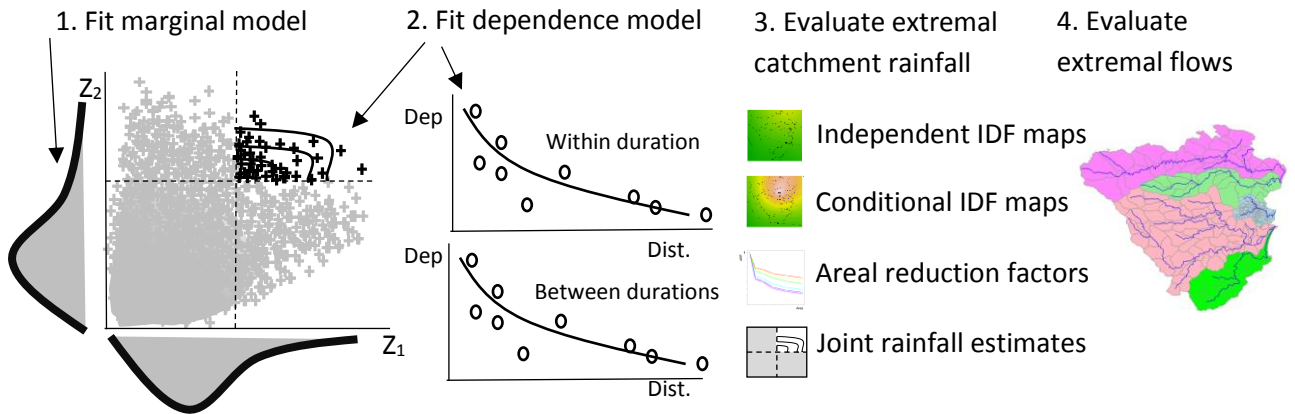 1. Fit marginal model
Z2
Z1
2. Fit dependence model
Dep
Within duration
Dist.
Dep
Between durations
Dist.
3. Evaluate extremal
catchment rainfall
Independent IDF maps
Conditional IDF maps
Areal reduction factors
Joint rainfall estimates
4. Evaluate
extremal flows